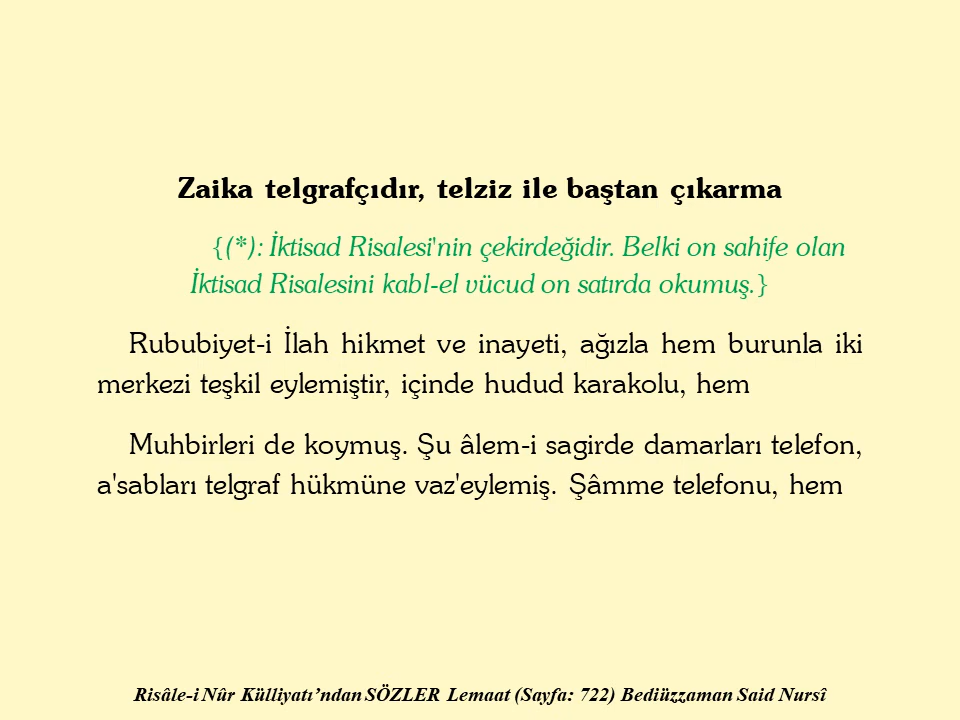 Zaika telgrafçıdır, telziz ile baştan çıkarma
{(*): İktisad Risalesi'nin çekirdeğidir. Belki on sahife olan
İktisad Risalesini kabl-el vücud on satırda okumuş.}
Rububiyet-i İlah hikmet ve inayeti, ağızla hem burunla iki
merkezi teşkil eylemiştir, içinde hudud karakolu, hem
Muhbirleri de koymuş. Şu âlem-i sagirde damarları telefon,
a'sabları telgraf hükmüne vaz'eylemiş. Şâmme telefonu, hem
Risâle-i Nûr Külliyatı’ndan SÖZLER Lemaat (Sayfa: 722) Bediüzzaman Said Nursî